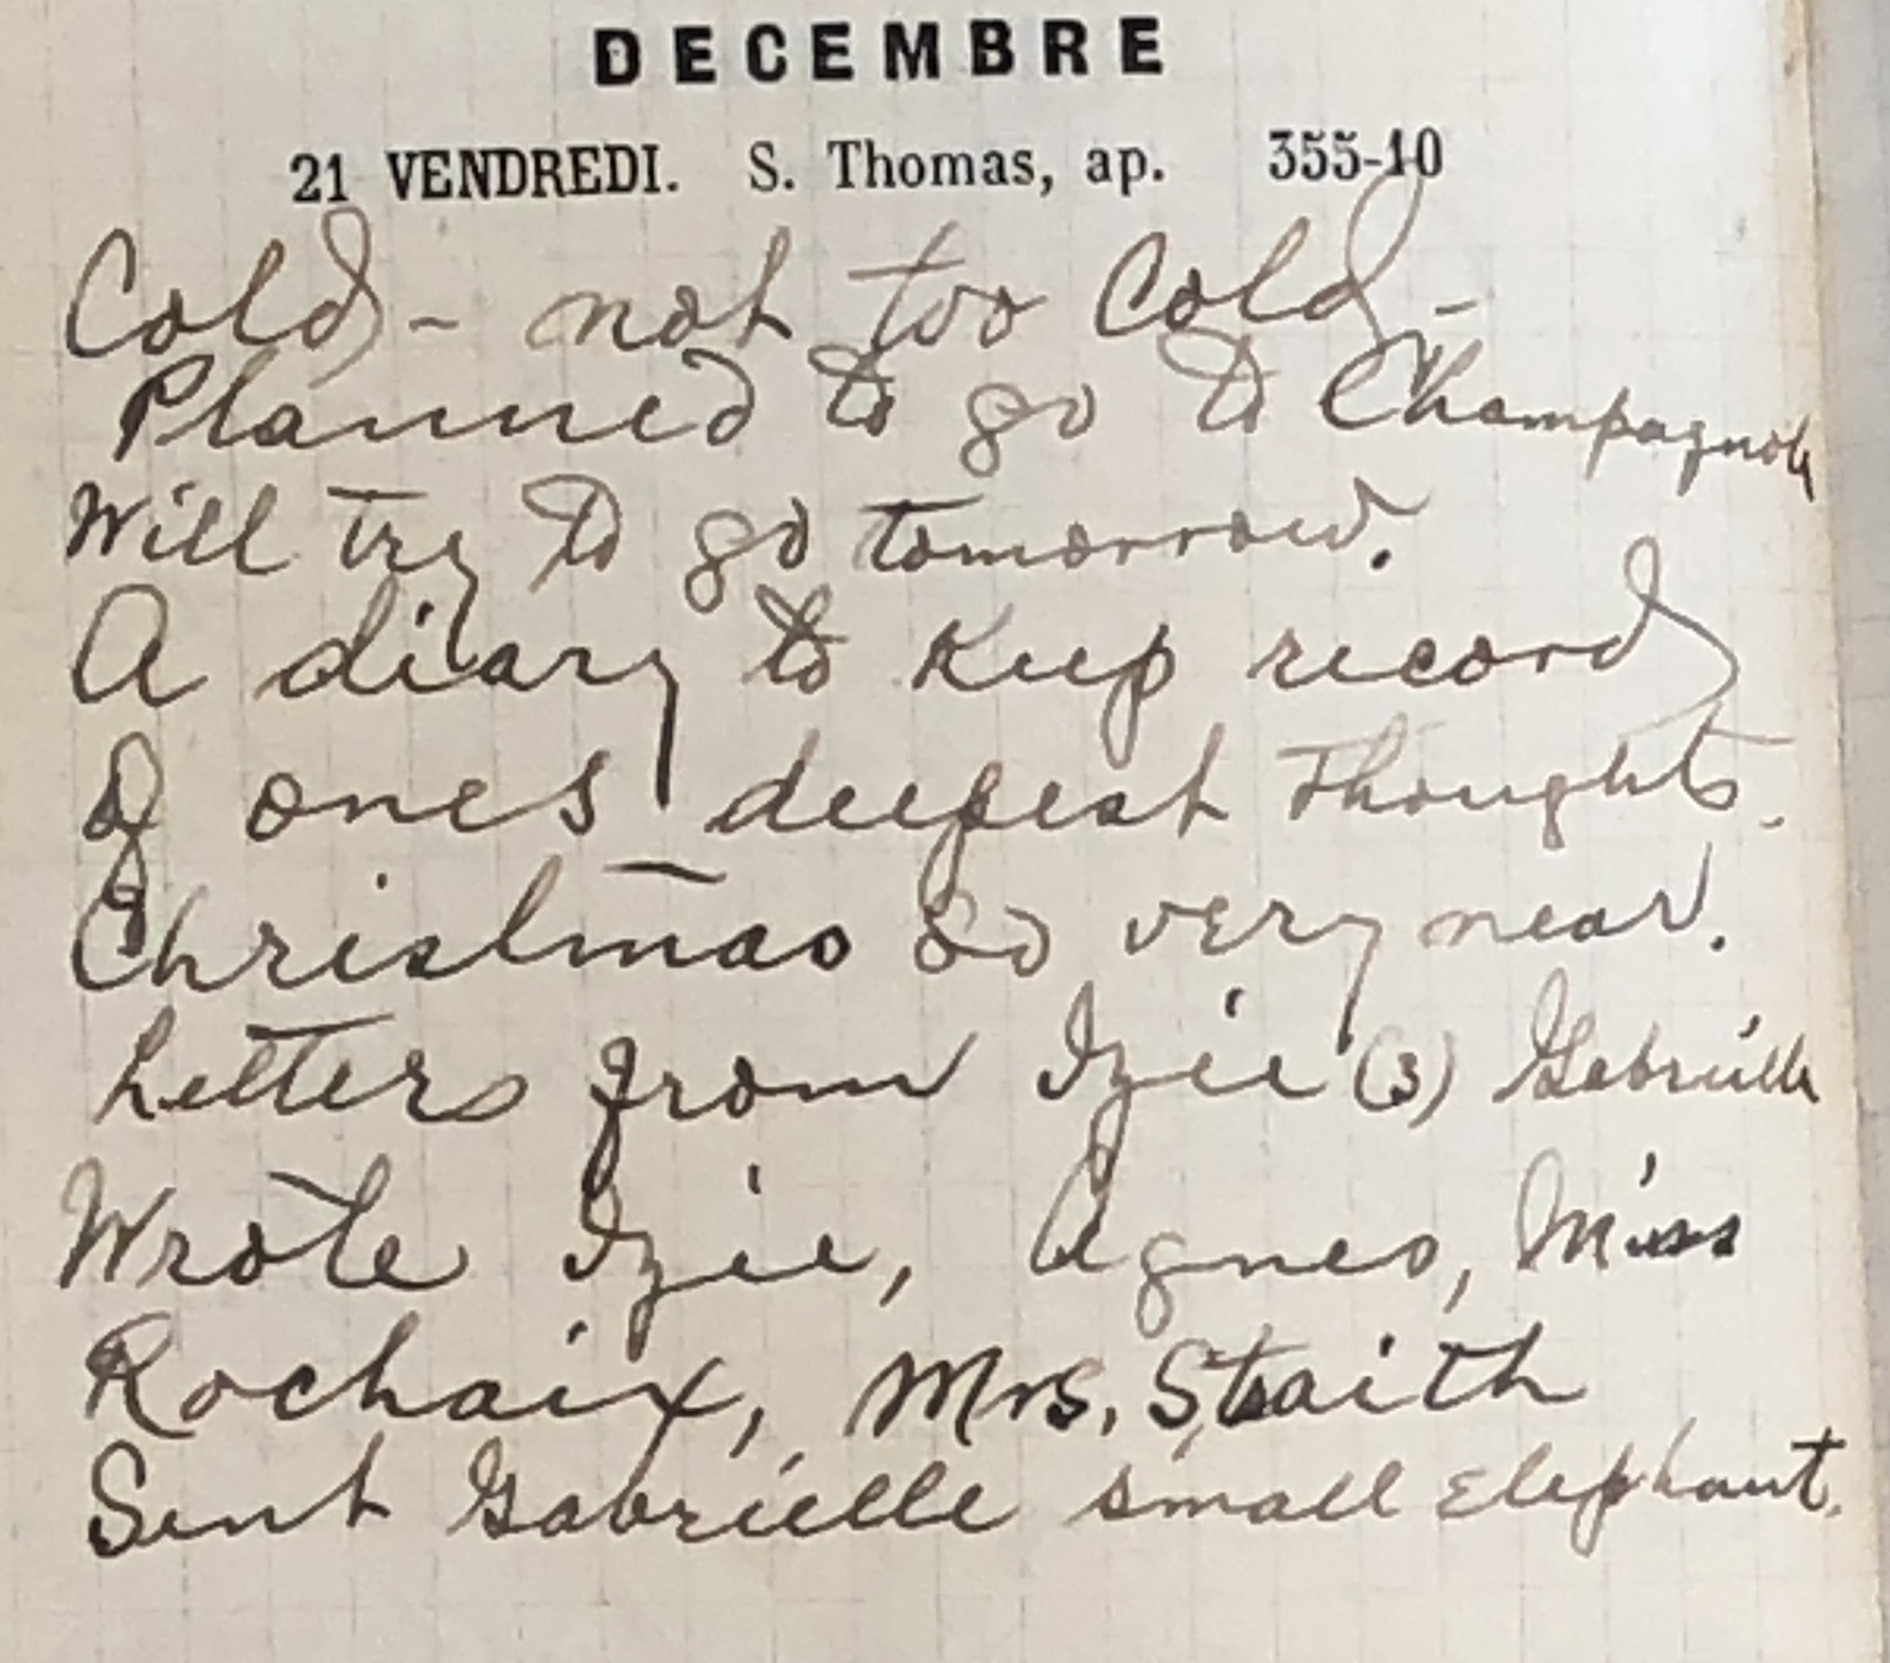 DECEMBRE
21 VENDREDI. S. Thomas, ap. 355-10
Cold - not too Cold -
Planned to go to Champagnole
Will try to go tomorrow.
A diary to keep record
of ones deepest thoughts.
Christmas so very near.
Letters from Izie (3) Gabrielle
Wrote Izie, Agnes, Miss
Rochaix, Mrs. Staith
Sent Gabrielle small elephant.